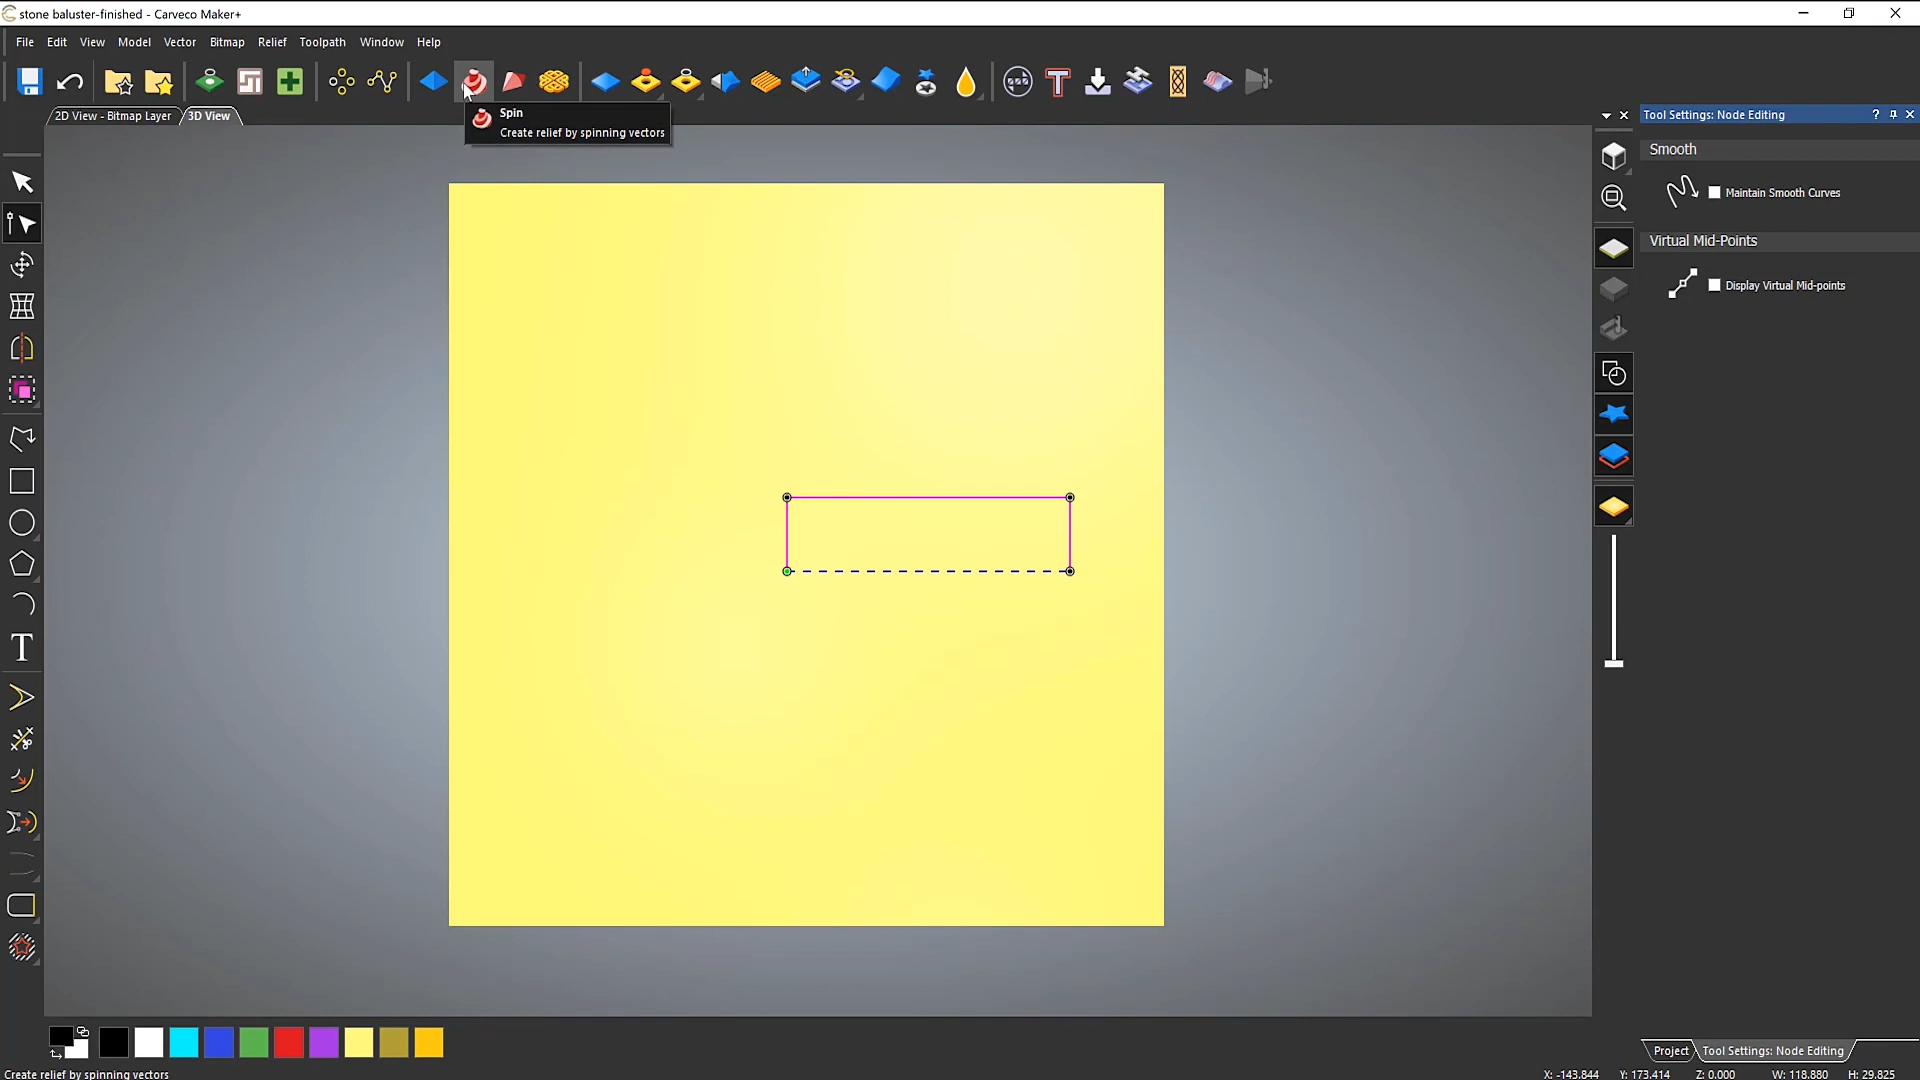 stone baluster-finished - Carveco Maker+
File Edit View Model Vector Bitmap Relief Toolpath Window Help
2D View - Bitmap Layer 3D View
Spin
Create relief by spinning vectors
Tool Settings: Node Editing
Smooth
Maintain Smooth Curves
Virtual Mid-Points
Display Virtual Mid-points
T
Project Tool Settings: Node Editing
Create relief by spinning vectors
X: -143.844 Y: 173.414 Z: 0.000 W: 118.880 H: 29.825